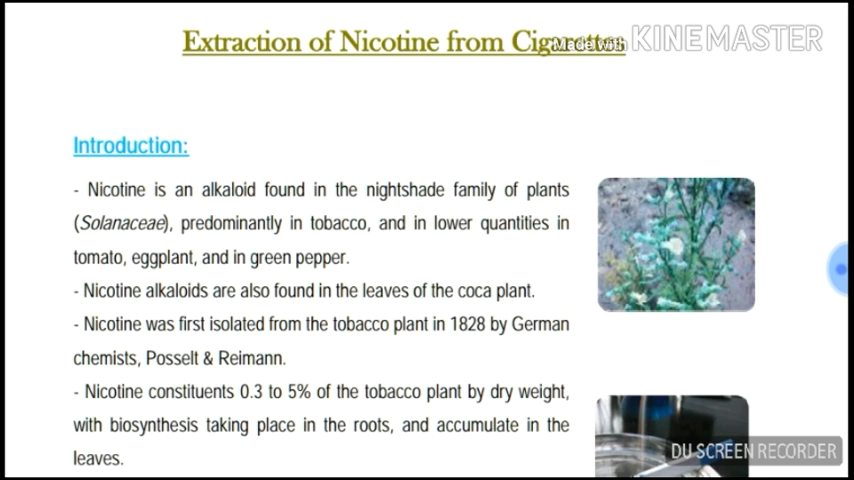 Extraction of Nicotine from Cigarettes
Made with KINEMASTER
Introduction:
- Nicotine is an alkaloid found in the nightshade family of plants
(Solanaceae), predominantly in tobacco, and in lower quantities in
tomato, eggplant, and in green pepper.
- Nicotine alkaloids are also found in the leaves of the coca plant.
- Nicotine was first isolated from the tobacco plant in 1828 by German
chemists, Posselt & Reimann.
- Nicotine constituents 0.3 to 5% of the tobacco plant by dry weight,
with biosynthesis taking place in the roots, and accumulate in the
leaves.
DU SCREEN RECORDER